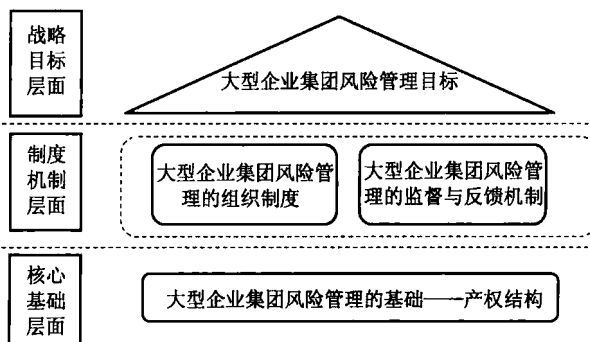 战略
目标
层面
大型企业集团风险管理目标
制度
机制
层面
大型企业集团风险管
理的组织制度
大型企业集团风险管
理的监督与反馈机制
核心
基础
层面
大型企业集团风险管理的基础——产权结构